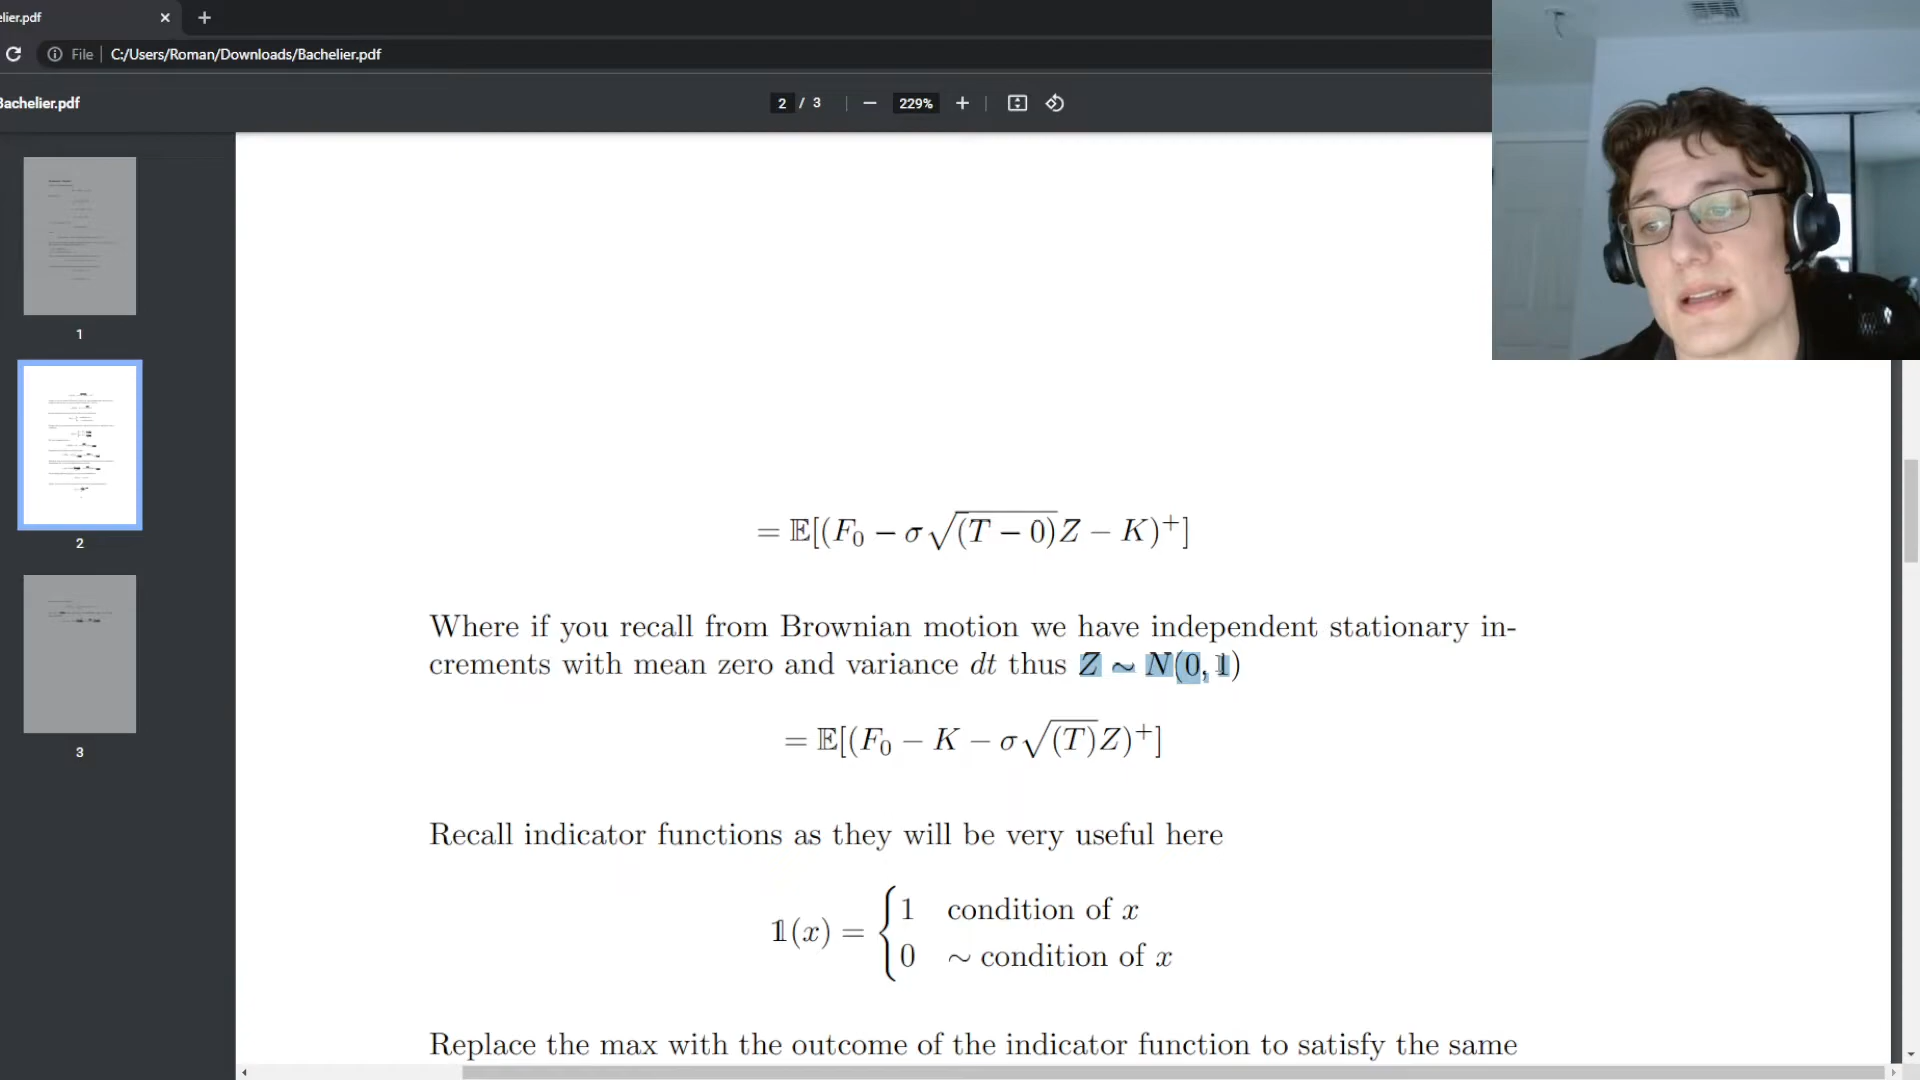 elier.pdf
File | C:/Users/Roman/Downloads/Bachelier.pdf
Bachelier.pdf
2 / 3
229%
1
2
3
= 𝔼[(F₀ − σ√(T − 0)Z − K)⁺]
Where if you recall from Brownian motion we have independent stationary in-
crements with mean zero and variance dt thus Z ∼ N(0, 1)
= 𝔼[(F₀ − K − σ√(T)Z)⁺]
Recall indicator functions as they will be very useful here
𝟙(x) = { 1 condition of x
0 ∼ condition of x
Replace the max with the outcome of the indicator function to satisfy the same